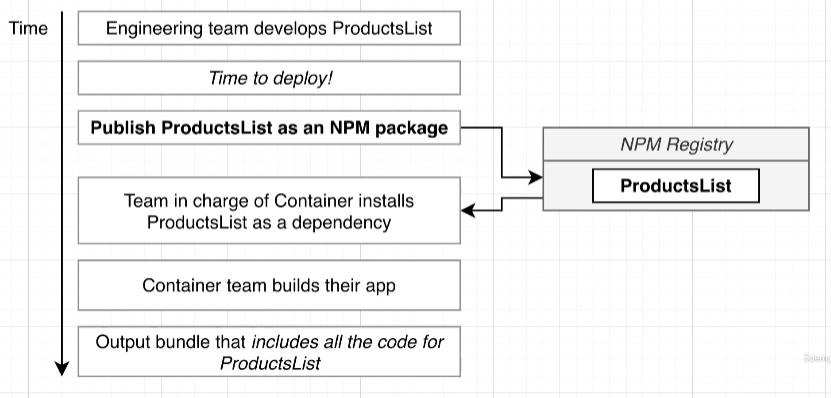 Time
Engineering team develops ProductsList
Time to deploy!
Publish ProductsList as an NPM package
NPM Registry
ProductsList
Team in charge of Container installs
ProductsList as a dependency
Container team builds their app
Output bundle that includes all the code for
ProductsList